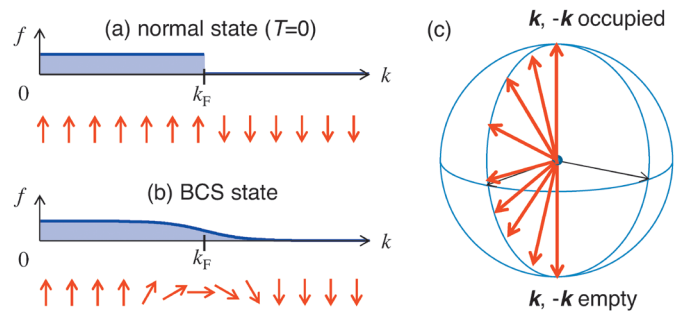 (a) normal state (T=0)
f
0
k_F
k
(b) BCS state
f
0
k_F
k
(c)
k, -k occupied
k, -k empty